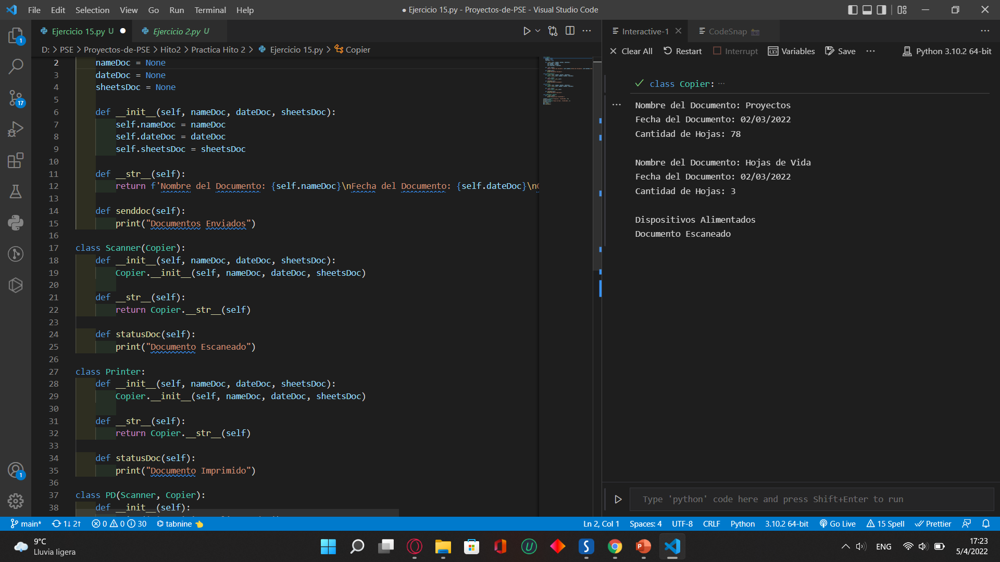 File Edit Selection View Go Run Terminal Help
● Ejercicio 15.py - Proyectos-de-PSE - Visual Studio Code
Ejercicio 15.py U
Ejercicio 2.py U
D: > PSE > Proyectos-de-PSE > Hito2 > Practica Hito 2 > Ejercicio 15.py > Copier
2 nameDoc = None
3 dateDoc = None
4 sheetsDoc = None
5
6 def __init__(self, nameDoc, dateDoc, sheetsDoc):
7 self.nameDoc = nameDoc
8 self.dateDoc = dateDoc
9 self.sheetsDoc = sheetsDoc
10
11 def __str__(self):
12 return f'Nombre del Documento: {self.nameDoc}\nFecha del Documento: {self.dateDoc}\n
13
14 def senddoc(self):
15 print("Documentos Enviados")
16
17 class Scanner(Copier):
18 def __init__(self, nameDoc, dateDoc, sheetsDoc):
19 Copier.__init__(self, nameDoc, dateDoc, sheetsDoc)
20
21 def __str__(self):
22 return Copier.__str__(self)
23
24 def statusDoc(self):
25 print("Documento Escaneado")
26
27 class Printer:
28 def __init__(self, nameDoc, dateDoc, sheetsDoc):
29 Copier.__init__(self, nameDoc, dateDoc, sheetsDoc)
30
31 def __str__(self):
32 return Copier.__str__(self)
33
34 def statusDoc(self):
35 print("Documento Imprimido")
36
37 class PD(Scanner, Copier):
38 def __init__(self):
Interactive-1
CodeSnap
Clear All Restart Interrupt Variables Save ··· Python 3.10.2 64-bit
class Copier: ···
Nombre del Documento: Proyectos
Fecha del Documento: 02/03/2022
Cantidad de Hojas: 78
Nombre del Documento: Hojas de Vida
Fecha del Documento: 02/03/2022
Cantidad de Hojas: 3
Dispositivos Alimentados
Documento Escaneado
Type 'python' code here and press Shift+Enter to run
1
17
1
main* 1↓ 2↑ 0 0 30 tabnine
Ln 2, Col 1 Spaces: 4 UTF-8 CRLF Python 3.10.2 64-bit Go Live 15 Spell Prettier
9°C
Lluvia ligera
ENG
17:23
5/4/2022